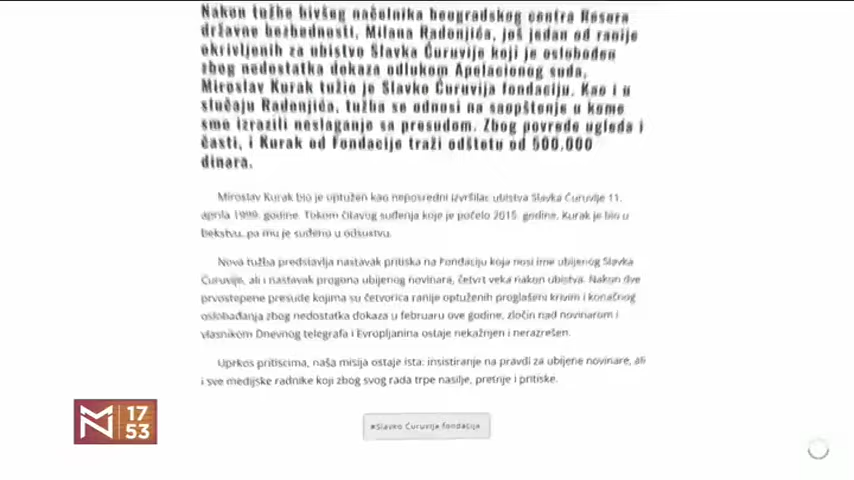 Nakon tužbe bivšeg načelnika beogradskog centra Resora
državne bezbednosti, Milana Radonjića, još jedan od ranije
okrivljenih za ubistvo Slavka Ćuruvije koji je oslobođen
zbog nedostatka dokaza odlukom Apelacionog suda,
Miroslav Kurak tužio je Slavko Ćuruvija fondaciju. Kao i u
slučaju Radonjića, tužba se odnosi na saopštenje u kome
smo izrazili neslaganje sa presudom. Zbog povrede ugleda i
časti, i Kurak od Fondacije traži odštetu od 500.000
dinara.
Miroslav Kurak bio je optužen kao neposredni izvršilac ubistva Slavka Ćuruvije 11.
aprila 1999. godine. Tokom čitavog suđenja koje je počelo 2015. godine, Kurak je bio u
bekstvu, pa mu je suđeno u odsustvu.
Nova tužba predstavlja nastavak pritiska na Fondaciju koja nosi ime ubijenog Slavka
Ćuruvije, ali i nastavak progona ubijenog novinara, četvrt veka nakon ubistva. Nakon dve
prvostepene presude kojima su četvorica ranije optuženih proglašeni krivim i konačnog
oslobađanja zbog nedostatka dokaza u februaru ove godine, zločin nad novinarom i
vlasnikom Dnevnog telegrafa i Evropljanina ostaje nekažnjen i nerazrešen.
Uprkos pritiscima, naša misija ostaje ista: insistiranje na pravdi za ubijene novinare, ali
i sve medijske radnike koji zbog svog rada trpe nasilje, pretnje i pritiske.
#Slavko Ćuruvija fondacija
N 17
53